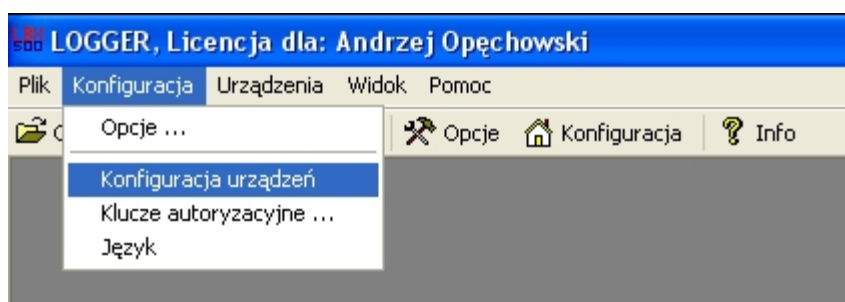 LOGGER, Licencja dla: Andrzej Opęchowski
Plik Konfiguracja Urządzenia Widok Pomoc
Opcje ... Opcje Konfiguracja Info
Konfiguracja urządzeń
Klucze autoryzacyjne ...
Język